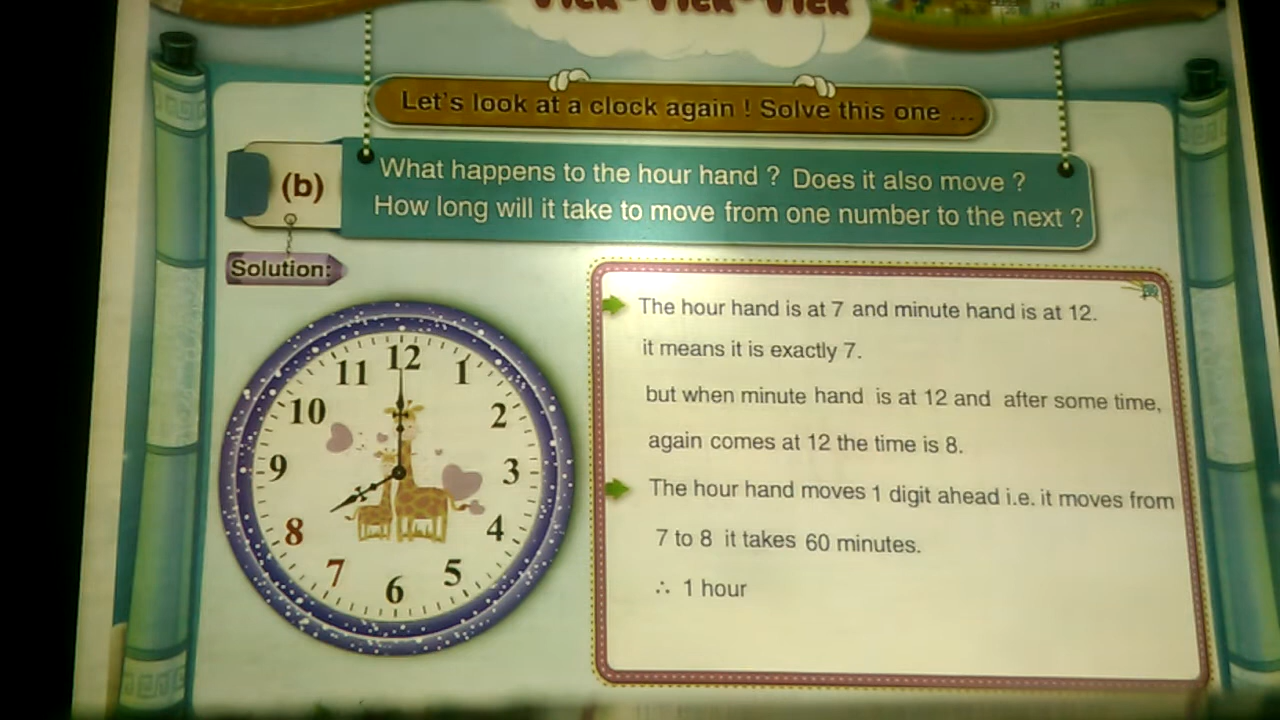 Let's look at a clock again ! Solve this one ...
(b)
What happens to the hour hand ? Does it also move ?
How long will it take to move from one number to the next ?
Solution:
The hour hand is at 7 and minute hand is at 12.
it means it is exactly 7.
but when minute hand is at 12 and after some time,
again comes at 12 the time is 8.
The hour hand moves 1 digit ahead i.e. it moves from
7 to 8 it takes 60 minutes.
∴ 1 hour
12
1
2
3
4
5
6
7
8
9
10
11